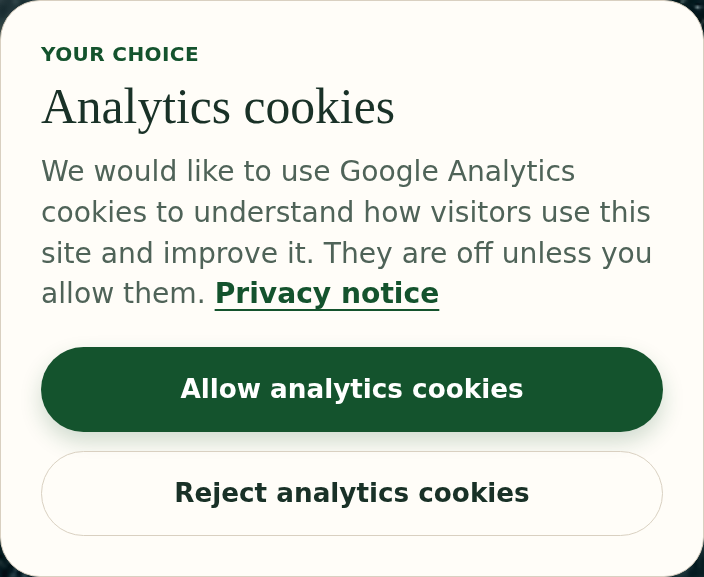 YOUR CHOICE
Analytics cookies
We would like to use Google Analytics
cookies to understand how visitors use this
site and improve it. They are off unless you
allow them. Privacy notice
Allow analytics cookies
Reject analytics cookies